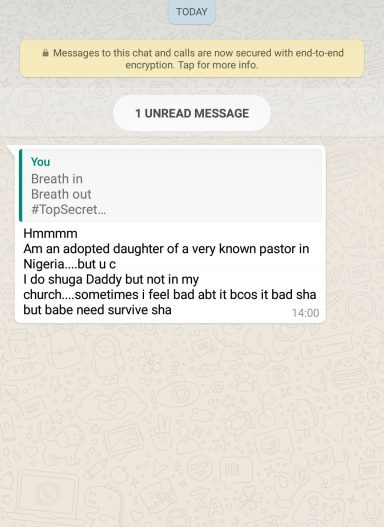 TODAY
Messages to this chat and calls are now secured with end-to-end
encryption. Tap for more info.
1 UNREAD MESSAGE
You
Breath in
Breath out
#TopSecret...
Hmmmm
Am an adopted daughter of a very known pastor in
Nigeria....but u c
I do shuga Daddy but not in my
church....sometimes i feel bad abt it bcos it bad sha
but babe need survive sha
14:00